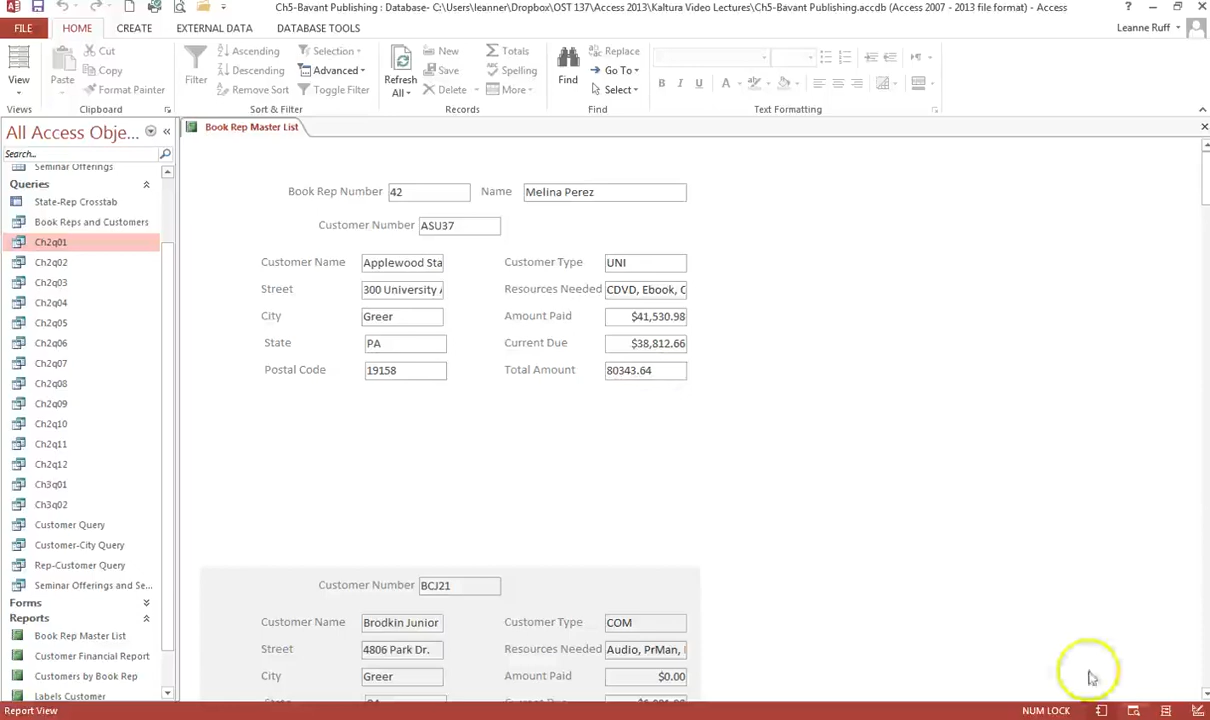 Ch5-Bavant Publishing : Database- C:\Users\leanner\Dropbox\OST 137\Access 2013\Kaltura Video Lectures\Ch5-Bavant Publishing.accdb (Access 2007 - 2013 file format) - Access
FILE HOME CREATE EXTERNAL DATA DATABASE TOOLS Leanne Ruff
View Paste Cut Copy Format Painter
Filter Ascending Descending Remove Sort Selection Advanced Toggle Filter
Refresh All New Save Delete Totals Spelling More
Find Replace Go To Select
B I U A
Views Clipboard Sort & Filter Records Find Text Formatting
All Access Obje...
Search...
Seminar Offerings
Queries
State-Rep Crosstab
Book Reps and Customers
Ch2q01
Ch2q02
Ch2q03
Ch2q04
Ch2q05
Ch2q06
Ch2q07
Ch2q08
Ch2q09
Ch2q10
Ch2q11
Ch2q12
Ch3q01
Ch3q02
Customer Query
Customer-City Query
Rep-Customer Query
Seminar Offerings and Se...
Forms
Reports
Book Rep Master List
Customer Financial Report
Customers by Book Rep
Labels Customer
Book Rep Master List
Book Rep Number 42 Name Melina Perez
Customer Number ASU37
Customer Name Applewood Sta Customer Type UNI
Street 300 University Resources Needed CDVD, Ebook,
City Greer Amount Paid $41,530.98
State PA Current Due $38,812.66
Postal Code 19158 Total Amount 80343.64
Customer Number BCJ21
Customer Name Brodkin Junior Customer Type COM
Street 4806 Park Dr. Resources Needed Audio, PrMan,
City Greer Amount Paid $0.00
Report View NUM LOCK